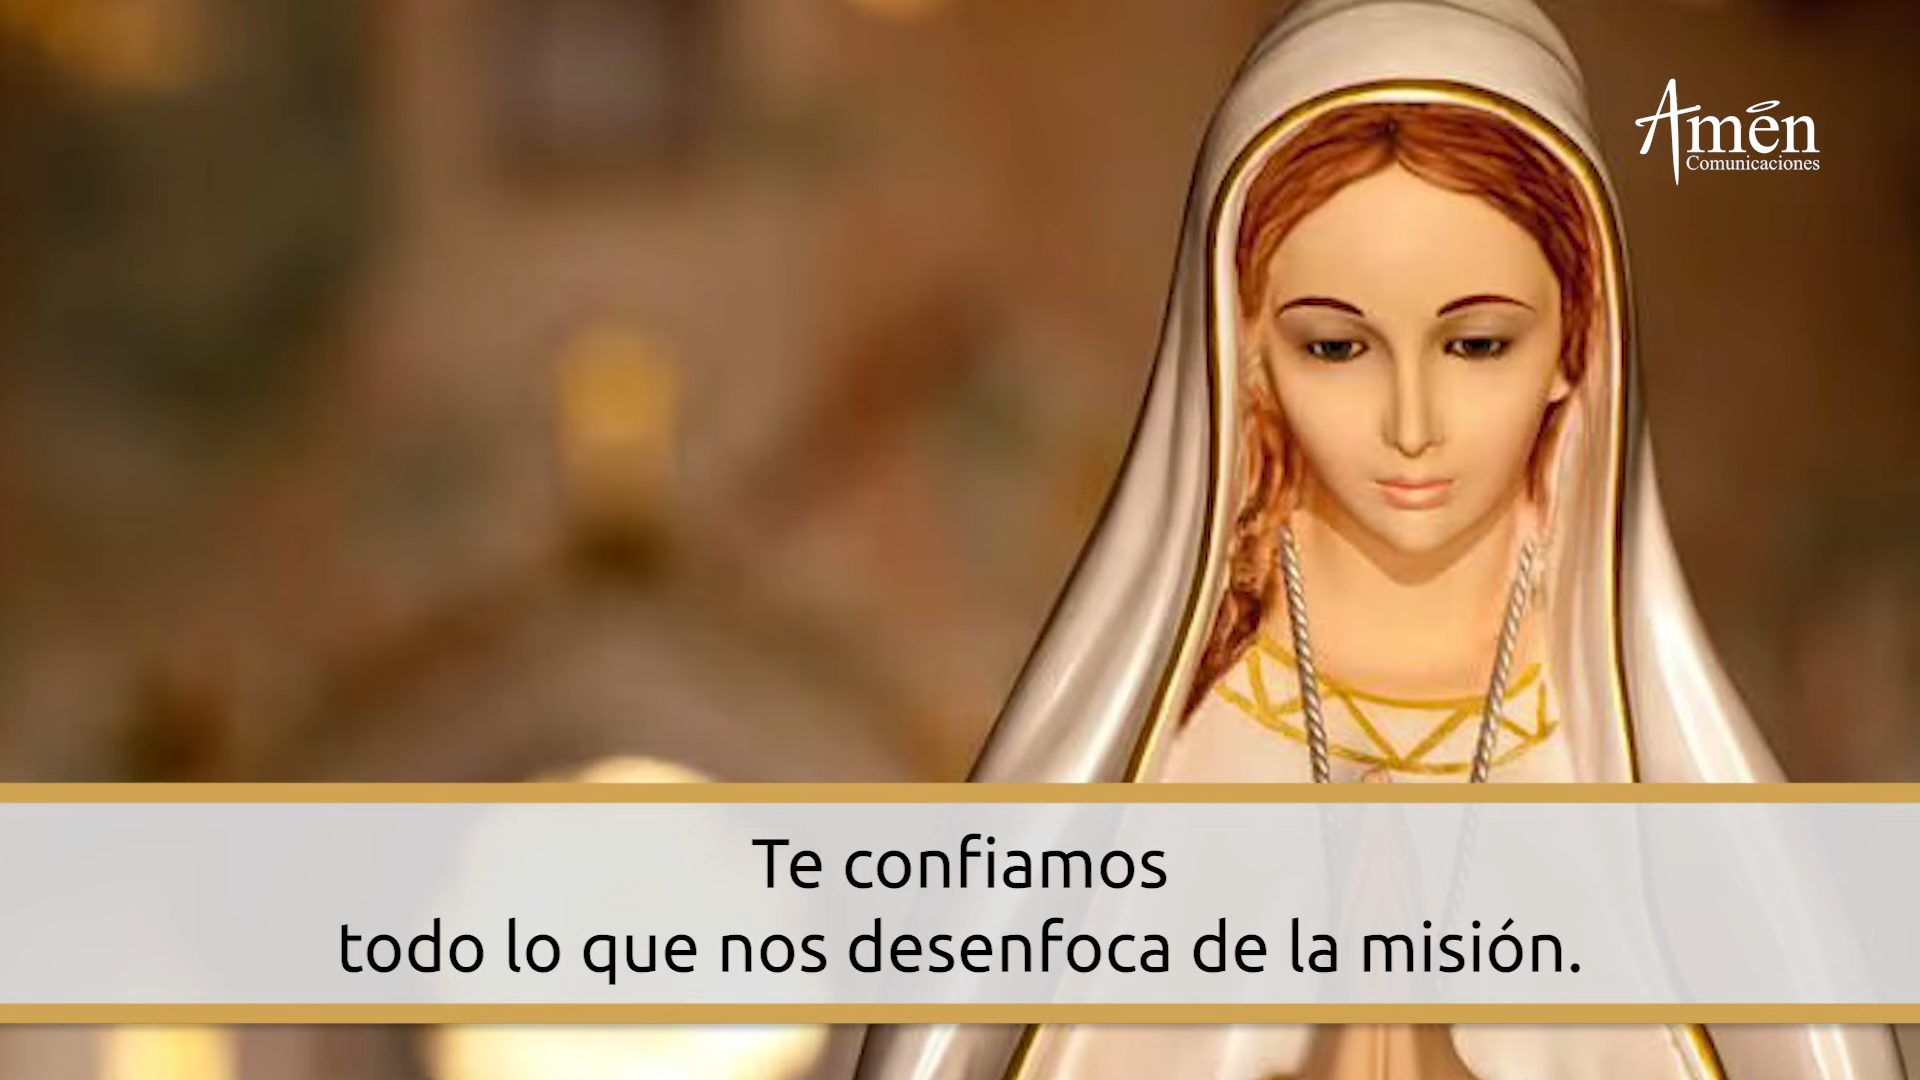 Amén
Comunicaciones
Te confiamos
todo lo que nos desenfoca de la misión.